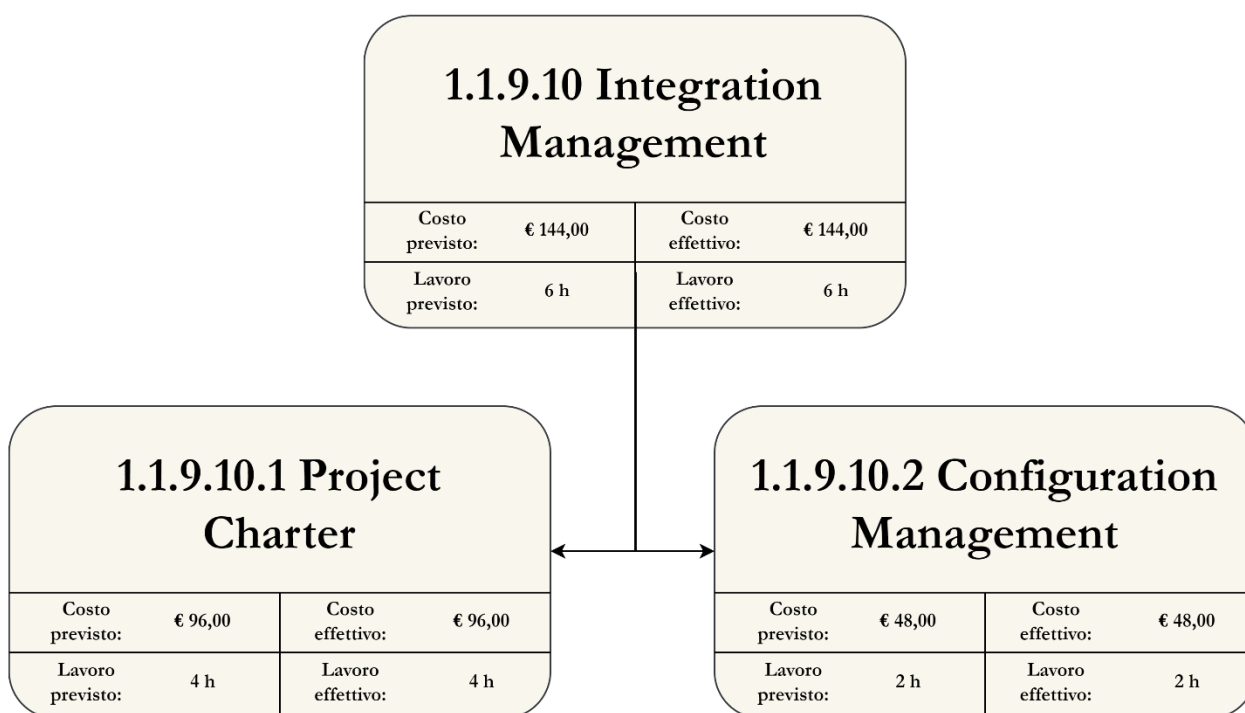 1.1.9.10 Integration
Management
Costo
previsto:
€ 144,00
Costo
effettivo:
€ 144,00
Lavoro
previsto:
6 h
Lavoro
effettivo:
6 h
1.1.9.10.1 Project
Charter
Costo
previsto:
€ 96,00
Costo
effettivo:
€ 96,00
Lavoro
previsto:
4 h
Lavoro
effettivo:
4 h
1.1.9.10.2 Configuration
Management
Costo
previsto:
€ 48,00
Costo
effettivo:
€ 48,00
Lavoro
previsto:
2 h
Lavoro
effettivo:
2 h